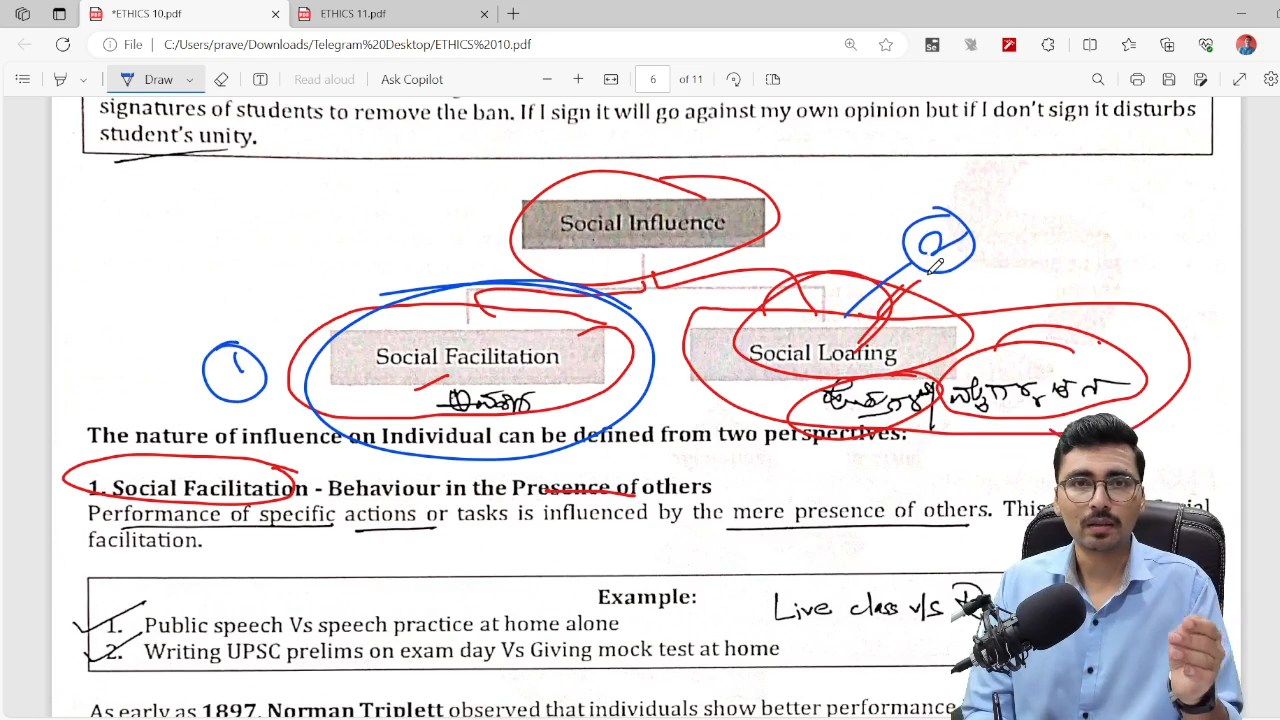 *ETHICS 10.pdf
ETHICS 11.pdf
File C:/Users/prave/Downloads/Telegram%20Desktop/ETHICS%2010.pdf
Draw Read aloud Ask Copilot 6 of 11
signatures of students to remove the ban. If I sign it will go against my own opinion but if I don't sign it disturbs
student's unity.
Social Influence
2
Social Facilitation
Social Loafing
1
The nature of influence on Individual can be defined from two perspectives:
1. Social Facilitation - Behaviour in the Presence of others
Performance of specific actions or tasks is influenced by the mere presence of others. This
facilitation.
Example:
Live class v/s
1. Public speech Vs speech practice at home alone
2. Writing UPSC prelims on exam day Vs Giving mock test at home
As early as 1897, Norman Triplett observed that individuals show better performance